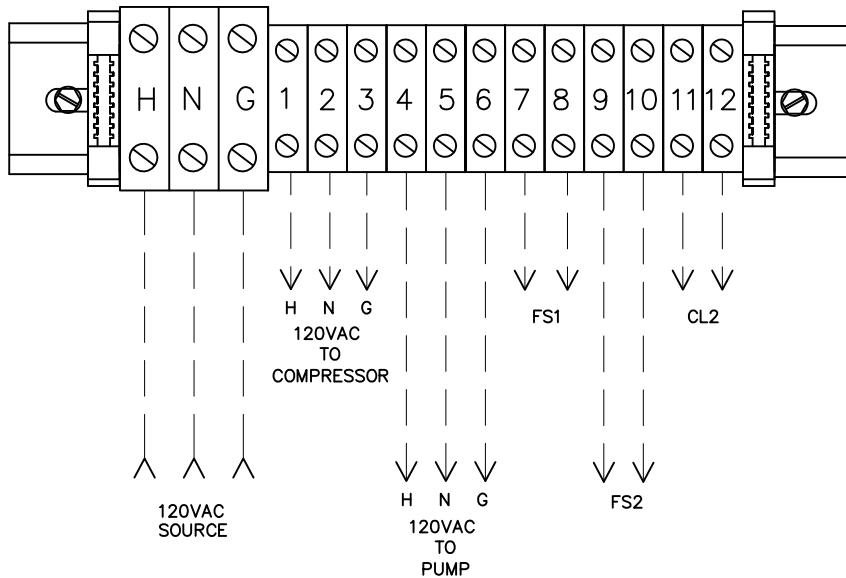 H N G 1 2 3 4 5 6 7 8 9 10 11 12
H N G
120VAC
TO
COMPRESSOR
FS1
CL2
120VAC
SOURCE
H N G
120VAC
TO
PUMP
FS2